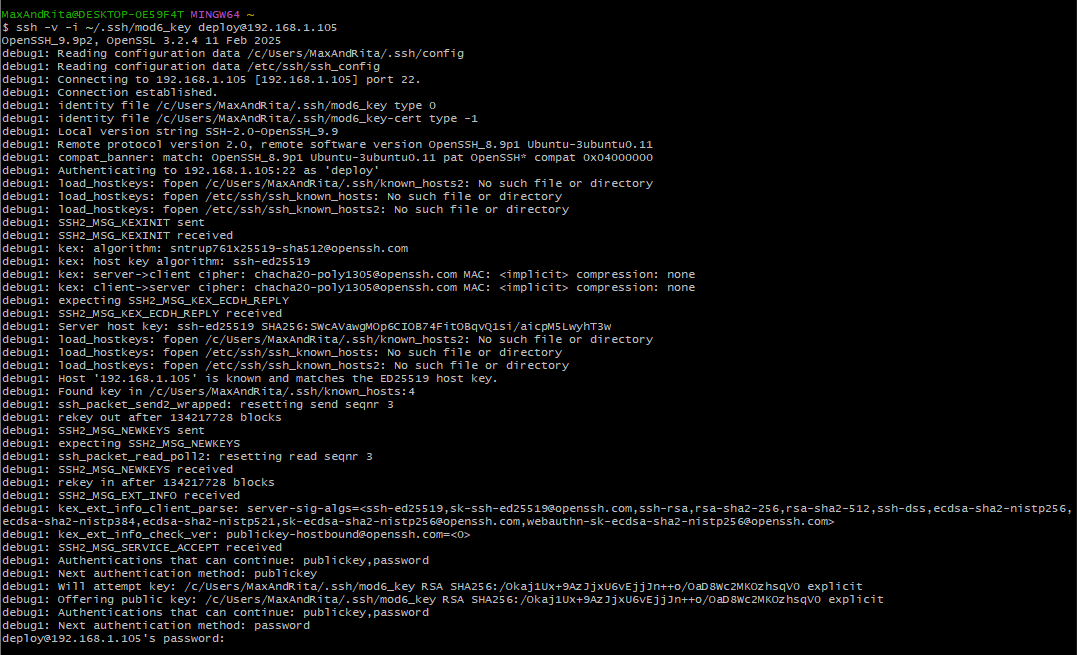 MaxAndRita@DESKTOP-OE59F4T MINGW64 ~
$ ssh -v -i ~/.ssh/mod6_key deploy@192.168.1.105
OpenSSH_9.9p2, OpenSSL 3.2.4 11 Feb 2025
debug1: Reading configuration data /c/Users/MaxAndRita/.ssh/config
debug1: Reading configuration data /etc/ssh/ssh_config
debug1: Connecting to 192.168.1.105 [192.168.1.105] port 22.
debug1: Connection established.
debug1: identity file /c/Users/MaxAndRita/.ssh/mod6_key type 0
debug1: identity file /c/Users/MaxAndRita/.ssh/mod6_key-cert type -1
debug1: Local version string SSH-2.0-OpenSSH_9.9
debug1: Remote protocol version 2.0, remote software version OpenSSH_8.9p1 Ubuntu-3ubuntu0.11
debug1: compat_banner: match: OpenSSH_8.9p1 Ubuntu-3ubuntu0.11 pat OpenSSH* compat 0x04000000
debug1: Authenticating to 192.168.1.105:22 as 'deploy'
debug1: load_hostkeys: fopen /c/Users/MaxAndRita/.ssh/known_hosts2: No such file or directory
debug1: load_hostkeys: fopen /etc/ssh/ssh_known_hosts: No such file or directory
debug1: load_hostkeys: fopen /etc/ssh/ssh_known_hosts2: No such file or directory
debug1: SSH2_MSG_KEXINIT sent
debug1: SSH2_MSG_KEXINIT received
debug1: kex: algorithm: sntrup761x25519-sha512@openssh.com
debug1: kex: host key algorithm: ssh-ed25519
debug1: kex: server->client cipher: chacha20-poly1305@openssh.com MAC: <implicit> compression: none
debug1: kex: client->server cipher: chacha20-poly1305@openssh.com MAC: <implicit> compression: none
debug1: expecting SSH2_MSG_KEX_ECDH_REPLY
debug1: SSH2_MSG_KEX_ECDH_REPLY received
debug1: Server host key: ssh-ed25519 SHA256:SWcAVawgMOp6CIOB74FitOBqvQ1si/aicpM5LwyhT3w
debug1: load_hostkeys: fopen /c/Users/MaxAndRita/.ssh/known_hosts2: No such file or directory
debug1: load_hostkeys: fopen /etc/ssh/ssh_known_hosts: No such file or directory
debug1: load_hostkeys: fopen /etc/ssh/ssh_known_hosts2: No such file or directory
debug1: Host '192.168.1.105' is known and matches the ED25519 host key.
debug1: Found key in /c/Users/MaxAndRita/.ssh/known_hosts:4
debug1: ssh_packet_send2_wrapped: resetting send seqnr 3
debug1: rekey out after 134217728 blocks
debug1: SSH2_MSG_NEWKEYS sent
debug1: expecting SSH2_MSG_NEWKEYS
debug1: ssh_packet_read_poll2: resetting read seqnr 3
debug1: SSH2_MSG_NEWKEYS received
debug1: rekey in after 134217728 blocks
debug1: SSH2_MSG_EXT_INFO received
debug1: kex_ext_info_client_parse: server-sig-algs=<ssh-ed25519,sk-ssh-ed25519@openssh.com,ssh-rsa,rsa-sha2-256,rsa-sha2-512,ssh-dss,ecdsa-sha2-nistp256,
ecdsa-sha2-nistp384,ecdsa-sha2-nistp521,sk-ecdsa-sha2-nistp256@openssh.com,webauthn-sk-ecdsa-sha2-nistp256@openssh.com>
debug1: kex_ext_info_check_ver: publickey-hostbound@openssh.com=<0>
debug1: SSH2_MSG_SERVICE_ACCEPT received
debug1: Authentications that can continue: publickey,password
debug1: Next authentication method: publickey
debug1: Will attempt key: /c/Users/MaxAndRita/.ssh/mod6_key RSA SHA256:/Okaj1Ux+9AzJjxU6vEjjJn++o/OaD8Wc2MKOzhsqV0 explicit
debug1: Offering public key: /c/Users/MaxAndRita/.ssh/mod6_key RSA SHA256:/Okaj1Ux+9AzJjxU6vEjjJn++o/OaD8Wc2MKOzhsqV0 explicit
debug1: Authentications that can continue: publickey,password
debug1: Next authentication method: password
deploy@192.168.1.105's password: